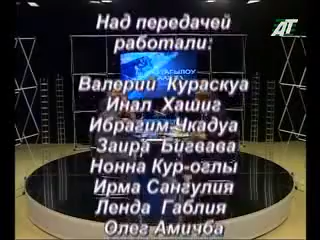 АТ
Над передачей
работали:
Валерий Кураскуа
Инал Хашиг
Ибрагим Чкадуа
Заира Бигвава
Нонна Кур-оглы
Ирма Сангулия
Ленда Габлия
Олег Амичба